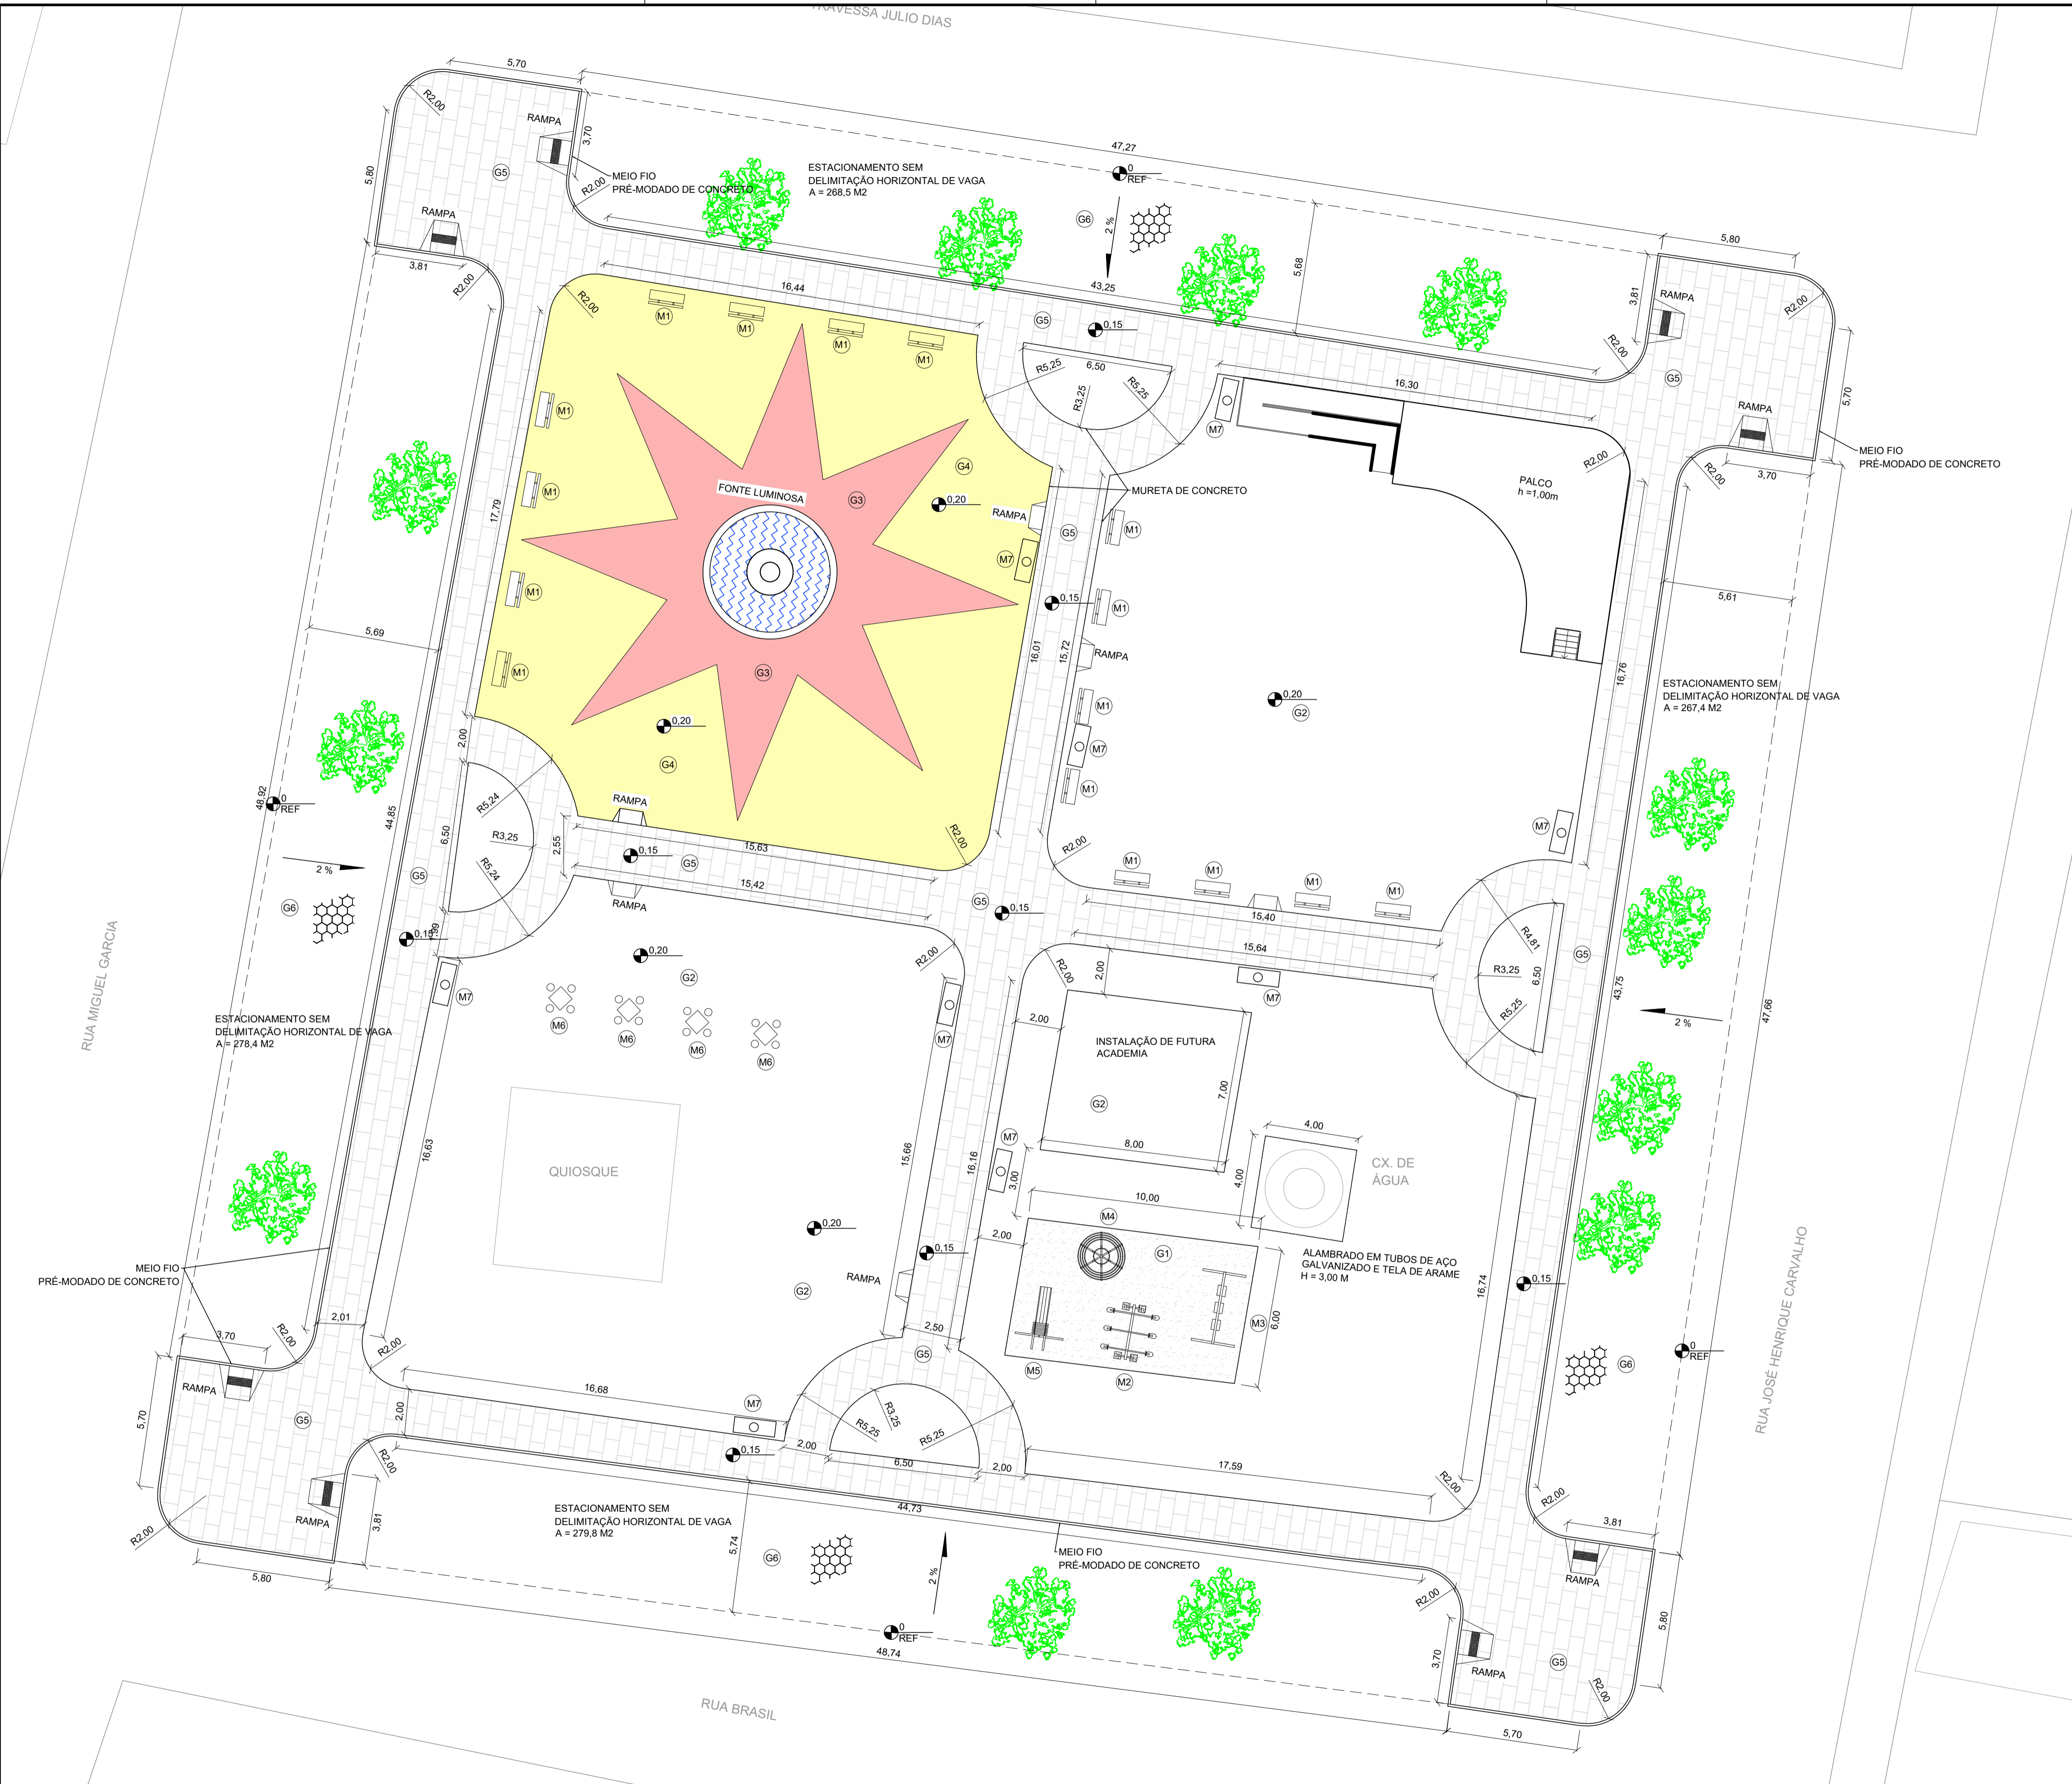 TRAVESSA JULIO DIAS
5,70
R2,00
RAMPA
3,70
47,27
5,80
G5
MEIO FIO
PRÉ-MODADO DE CONCRETO
R2,00
ESTACIONAMENTO SEM
DELIMITAÇÃO HORIZONTAL DE VAGA
A = 268,5 M2
0
REF
G6
2 %
RAMPA
3,81
R2,00
5,68
43,25
5,80
3,81
RAMPA
R2,00
R2,00
G5
RAMPA
5,70
3,70
R2,00
MEIO FIO
PRÉ-MODADO DE CONCRETO
16,44
R2,00
M1
M1
M1
M1
G5
0,15
6,50
R5,25
R3,25
R5,25
16,30
M7
R2,00
PALCO
h =1,00m
M1
M1
M1
M1
17,79
FONTE LUMINOSA
G3
G4
0,20
G3
0,20
G4
MURETA DE CONCRETO
RAMPA
G5
M7
0,15
16,01
15,72
M1
M1
RAMPA
M1
M7
M1
0,20
G2
16,76
5,61
ESTACIONAMENTO SEM
DELIMITAÇÃO HORIZONTAL DE VAGA
A = 267,4 M2
5,69
48,92
0
REF
44,85
2 %
G6
2,00
6,50
R5,24
R3,25
R5,24
G5
0,15
1,99
RAMPA
2,55
15,63
0,15
G5
15,42
RAMPA
R2,00
R2,00
M1
M1
M1
M1
15,40
M7
G5
0,15
15,64
R4,81
R3,25
6,50
R5,25
G5
43,75
2 %
47,66
RUA MIGUEL GARCIA
ESTACIONAMENTO SEM
DELIMITAÇÃO HORIZONTAL DE VAGA
A = 278,4 M2
0,20
G2
M7
M6
M6
M6
M6
R2,00
M7
R2,00
2,00
M7
2,00
INSTALAÇÃO DE FUTURA
ACADEMIA
G2
7,00
8,00
QUIOSQUE
16,63
15,66
16,16
M7
3,00
4,00
4,00
CX. DE
ÁGUA
10,00
M4
G1
2,00
ALAMBRADO EM TUBOS DE AÇO
GALVANIZADO E TELA DE ARAME
H = 3,00 M
M3
6,00
M5
M2
16,74
0,15
0,20
0,15
RAMPA
G2
2,50
G5
RUA JOSÉ HENRIQUE CARVALHO
0
REF
G6
MEIO FIO
PRÉ-MODADO DE CONCRETO
2,01
3,70
R2,00
R2,00
RAMPA
5,70
G5
16,68
2,00
M7
0,15
R5,25
R3,25
R5,25
2,00
6,50
2,00
17,59
R2,00
R2,00
3,81
RAMPA
R2,00
5,80
R2,00
3,81
RAMPA
44,73
ESTACIONAMENTO SEM
DELIMITAÇÃO HORIZONTAL DE VAGA
A = 279,8 M2
5,74
G6
2 %
MEIO FIO
PRÉ-MODADO DE CONCRETO
0
REF
48,74
R2,00
3,70
RAMPA
G5
R2,00
5,80
5,70
RUA BRASIL